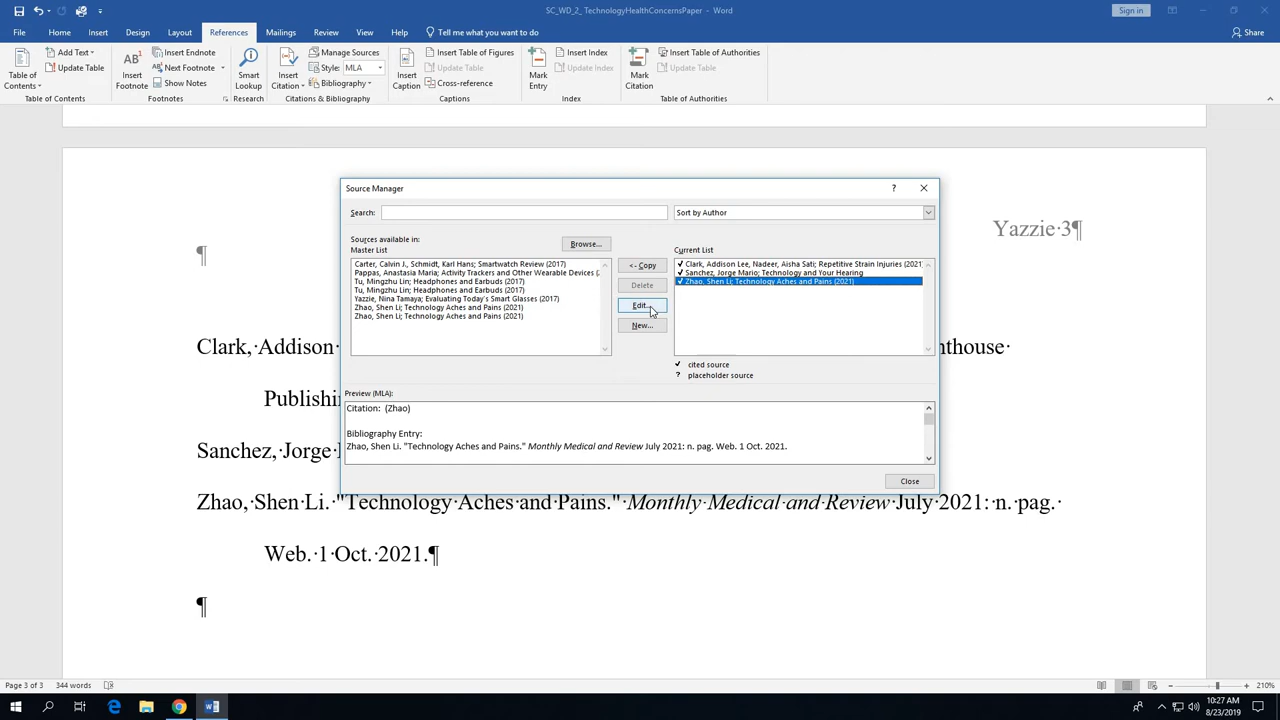 SC_WD_2_ TechnologyHealthConcernsPaper - Word
Sign in
File Home Insert Design Layout References Mailings Review View Help Tell me what you want to do Share
Table of Contents
Add Text
Update Table
Table of Contents
AB¹
Insert Footnote
Insert Endnote
Next Footnote
Show Notes
Footnotes
Smart Lookup
Research
Insert Citation
Manage Sources
Style: MLA
Bibliography
Citations & Bibliography
Insert Caption
Insert Table of Figures
Update Table
Cross-reference
Captions
Mark Entry
Insert Index
Update Index
Index
Mark Citation
Insert Table of Authorities
Update Table
Table of Authorities
Yazzie·3¶
¶
Clark,·Addison
nthouse·
Publishin
Sanchez,·Jorge·
Zhao,·Shen·Li.·"Technology·Aches·and·Pains."·Monthly·Medical·and·Review·July·2021:·n.·pag.·
Web.·1·Oct.·2021.¶
¶
Source Manager
?
Search:
Sort by Author
Sources available in:
Master List
Browse...
Current List
Carter, Calvin J., Schmidt, Karl Hans; Smartwatch Review (2017)
Pappas, Anastasia Maria; Activity Trackers and Other Wearable Devices (.
Tu, Mingzu Lin; Headphones and Earbuds (2017)
Tu, Mingzu Lin; Headphones and Earbuds (2017)
Yazzie, Nina Tamaya; Evaluating Today's Smart Glasses (2017)
Zhao, Shen Li; Technology Aches and Pains (2021)
Zhao, Shen Li; Technology Aches and Pains (2021)
<- Copy
Delete
Edit...
New...
✓ Clark, Addison Lee, Nadeer, Aisha Sati; Repetitive Strain Injuries (2021
✓ Sanchez, Jorge Mario; Technology and Your Hearing
✓ Zhao, Shen Li; Technology Aches and Pains (2021)
✓ cited source
? placeholder source
Preview (MLA):
Citation: (Zhao)
Bibliography Entry:
Zhao, Shen Li. "Technology Aches and Pains." Monthly Medical and Review July 2021: n. pag. Web. 1 Oct. 2021.
Close
Page 3 of 3 344 words
210%
10:27 AM
8/23/2019